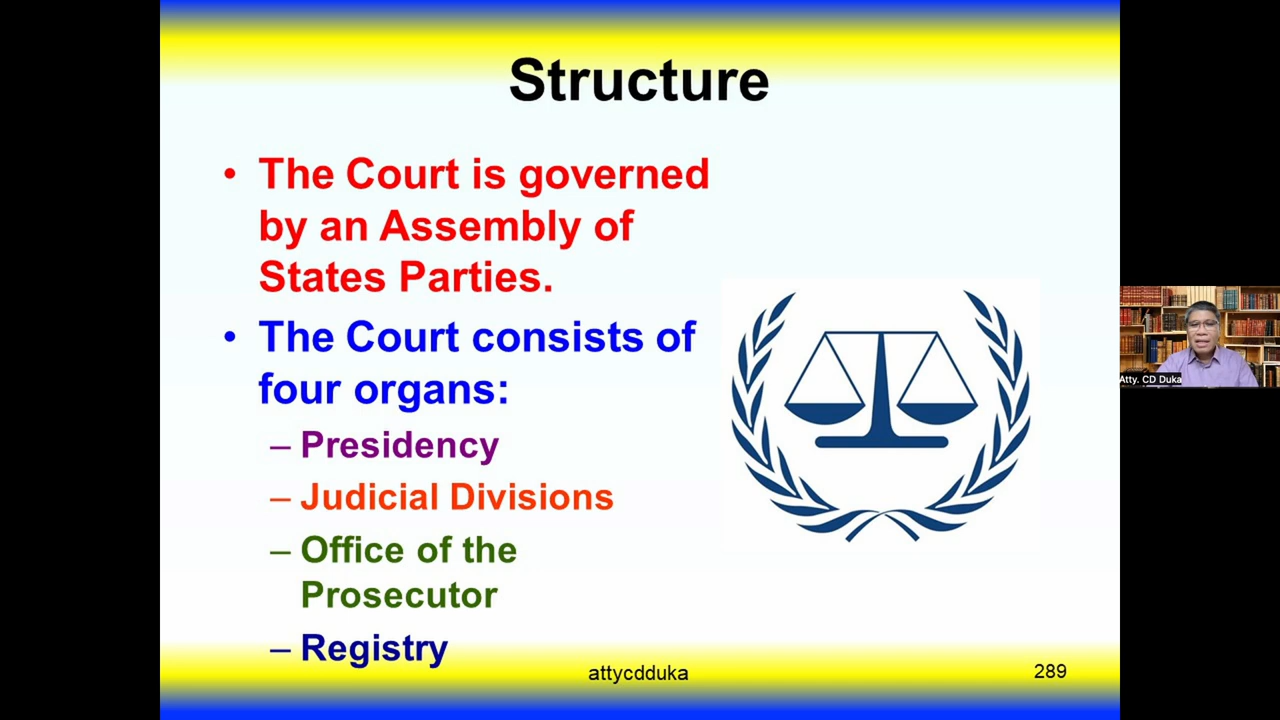 Structure
• The Court is governed
by an Assembly of
States Parties.
• The Court consists of
four organs:
– Presidency
– Judicial Divisions
– Office of the
Prosecutor
– Registry
attycdduka
289
Atty. CD Duka